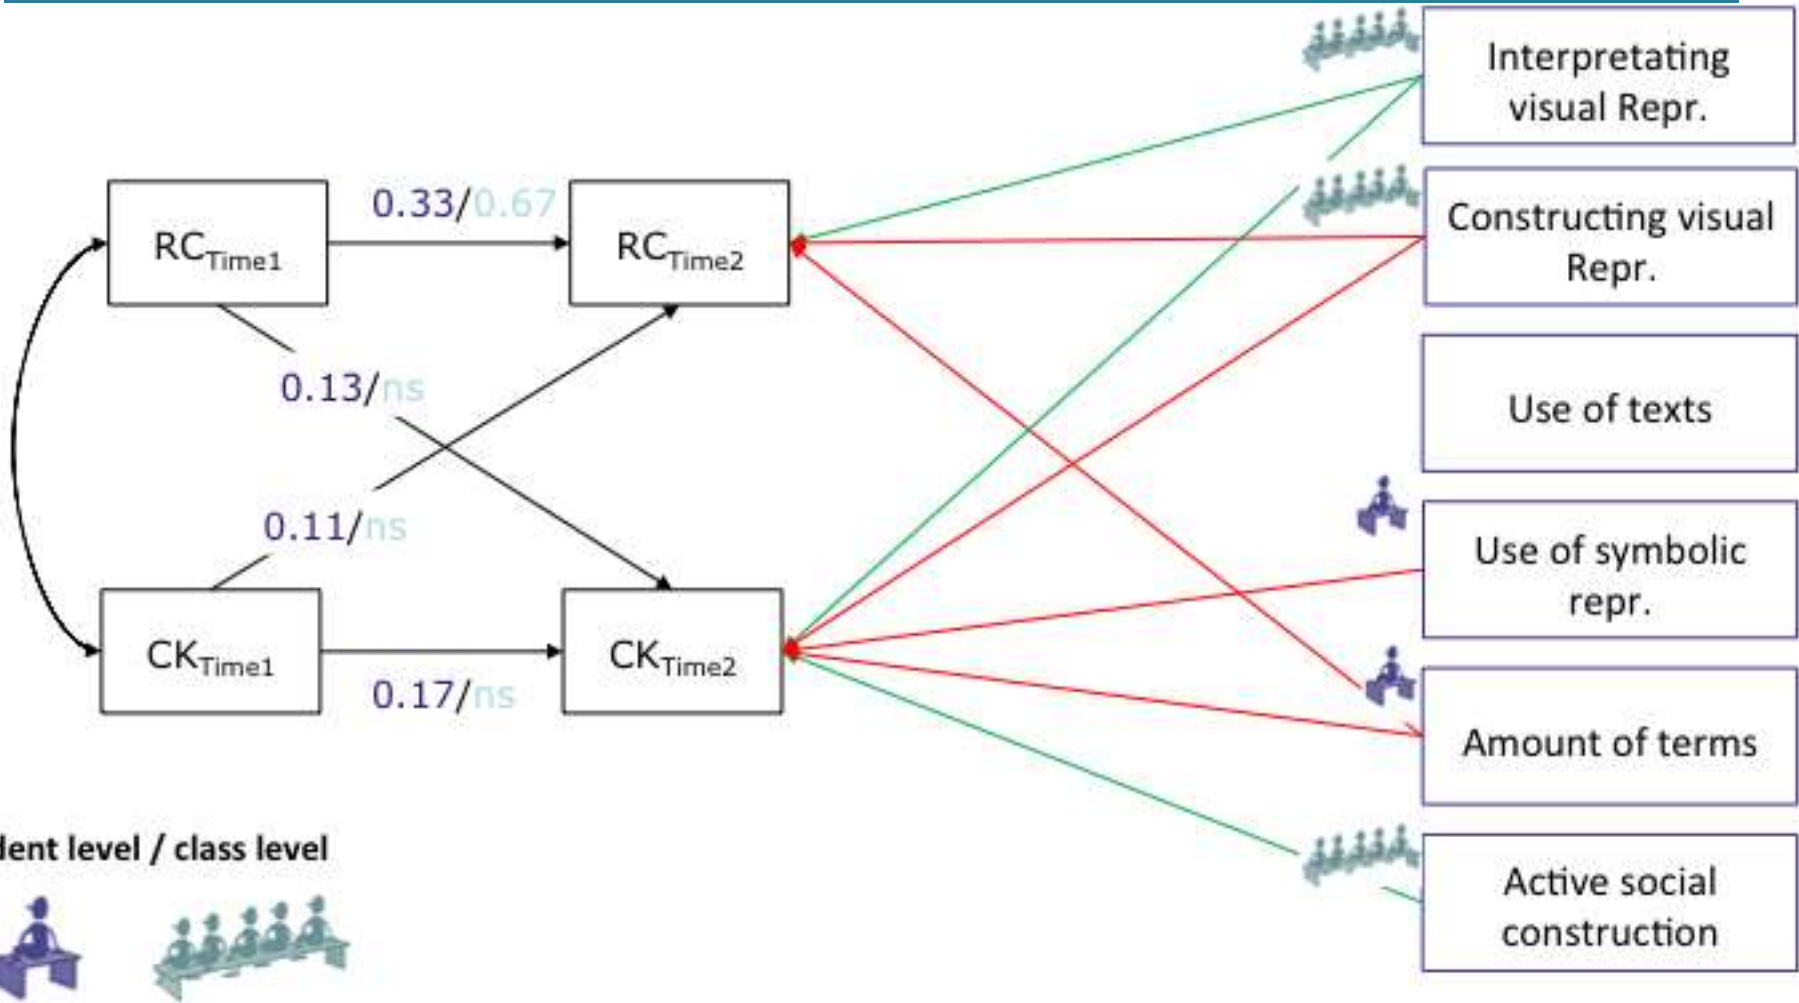 Interpretating
visual Repr.
0.33/0.67
RCTime1
RCTime2
Constructing visual
Repr.
0.13/ns
Use of texts
0.11/ns
Use of symbolic
repr.
CKTime1
CKTime2
0.17/ns
Amount of terms
dent level / class level
Active social
construction